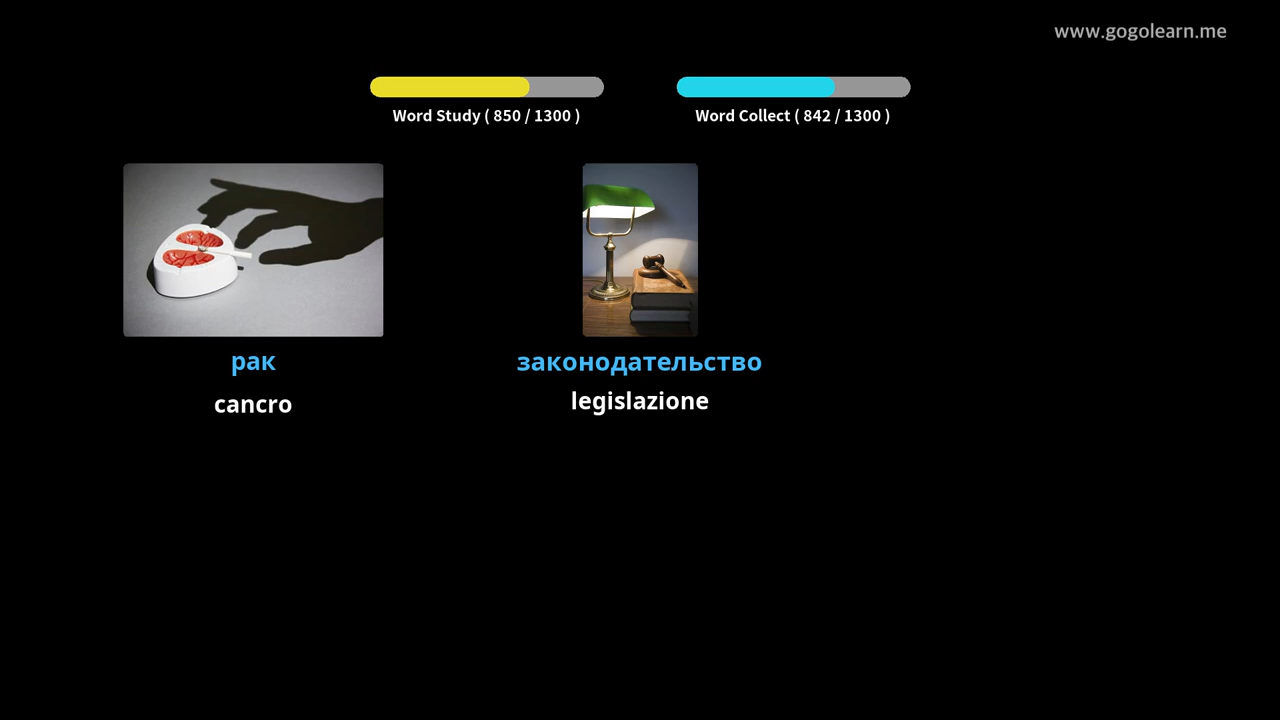 www.gogolearn.me
Word Study ( 850 / 1300 )
Word Collect ( 842 / 1300 )
рак
cancro
законодательство
legislazione